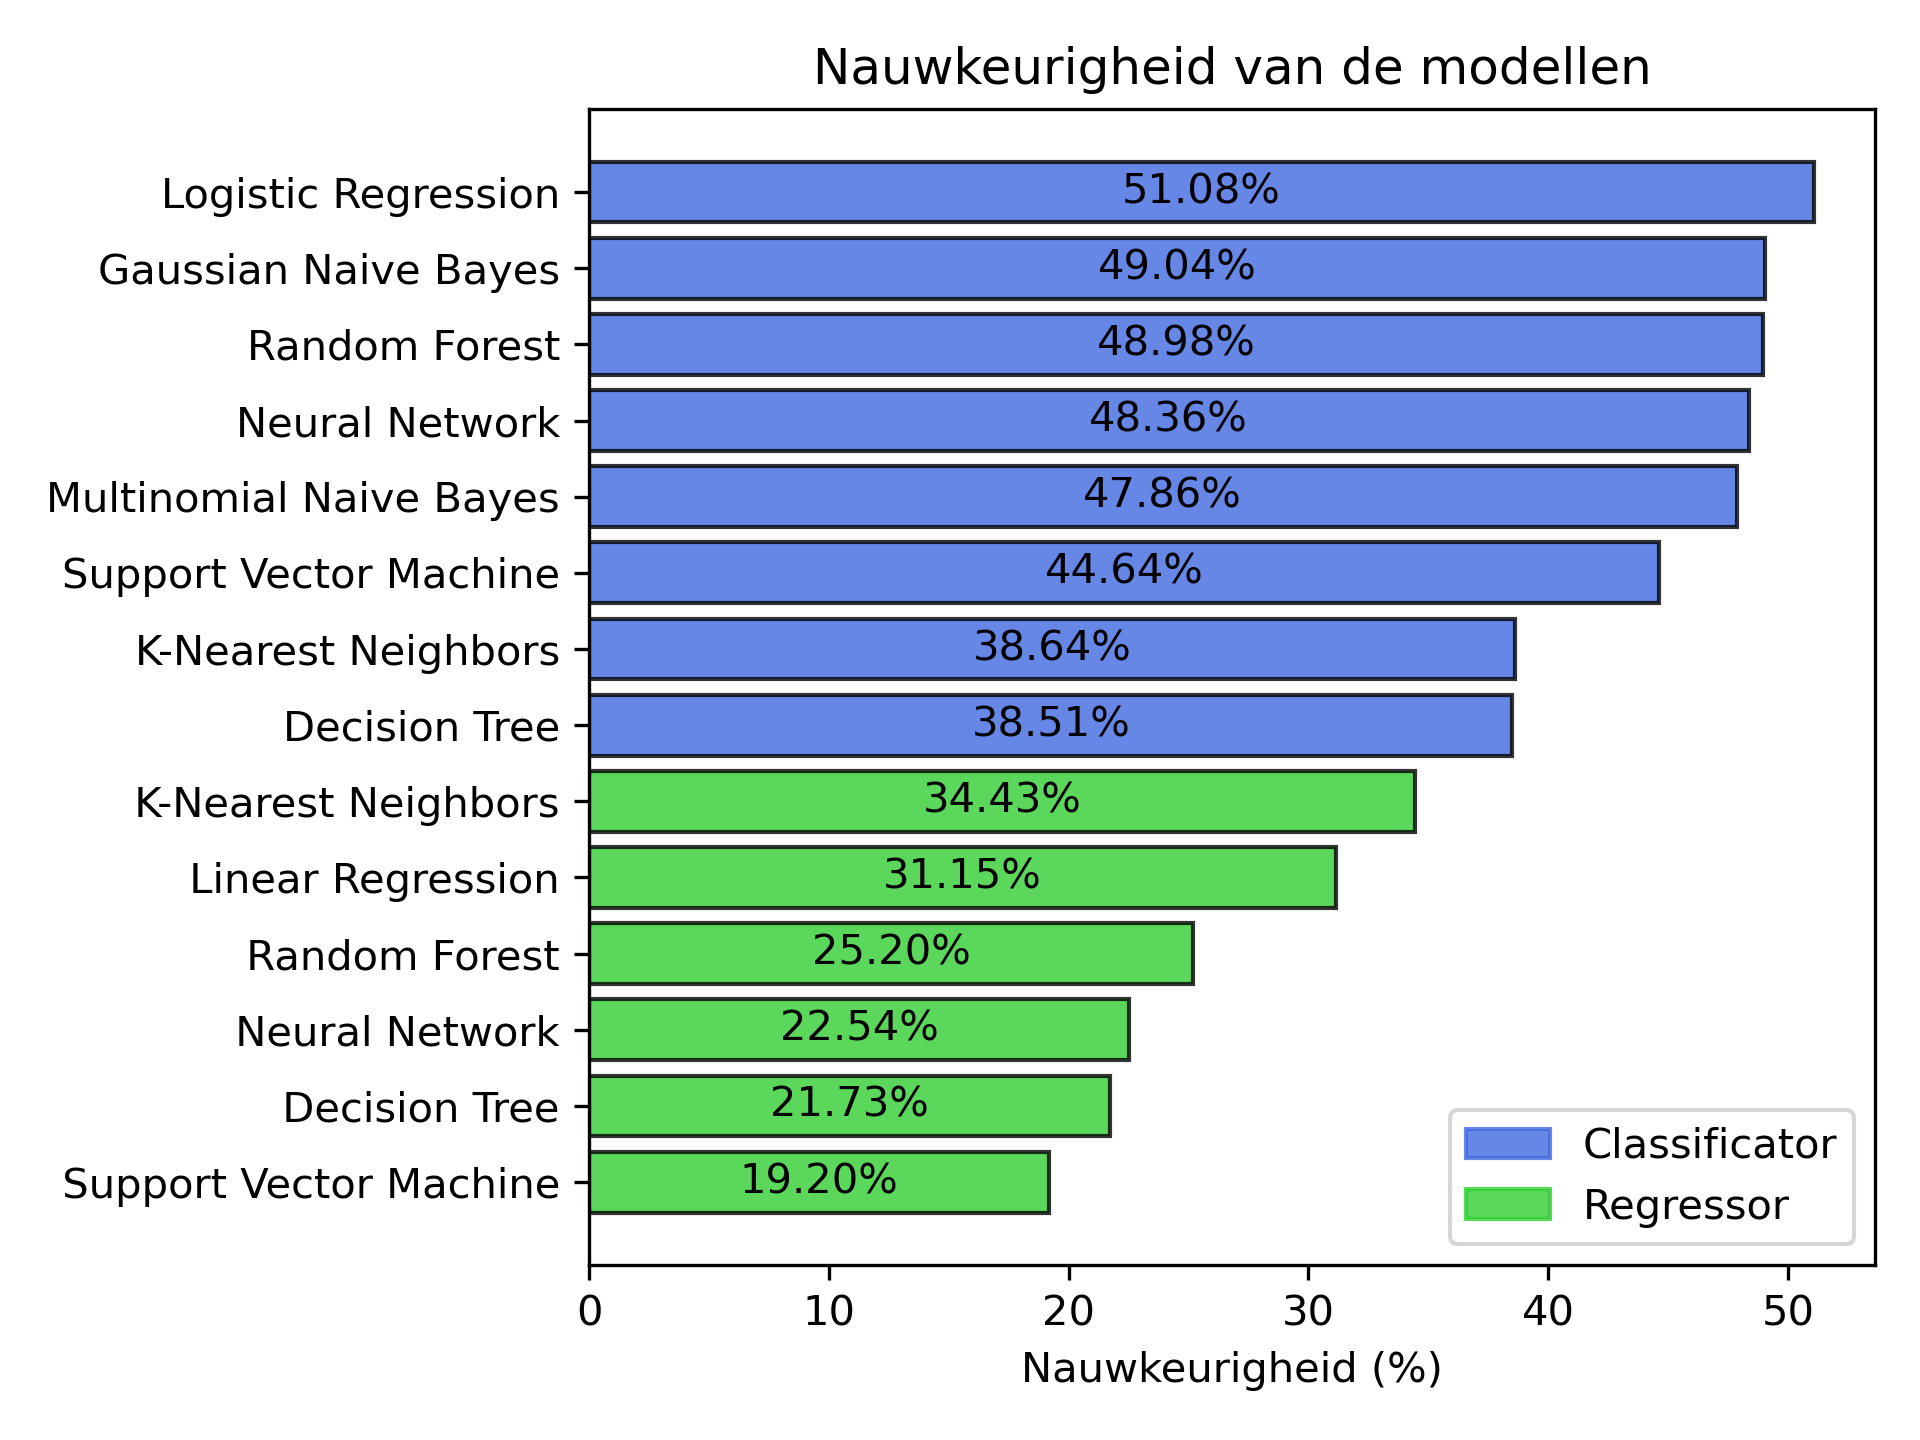 Nauwkeurigheid van de modellen
Logistic Regression 51.08%
Gaussian Naive Bayes 49.04%
Random Forest 48.98%
Neural Network 48.36%
Multinomial Naive Bayes 47.86%
Support Vector Machine 44.64%
K-Nearest Neighbors 38.64%
Decision Tree 38.51%
K-Nearest Neighbors 34.43%
Linear Regression 31.15%
Random Forest 25.20%
Neural Network 22.54%
Decision Tree 21.73%
Support Vector Machine 19.20%
Classificator
Regressor
0 10 20 30 40 50
Nauwkeurigheid (%)